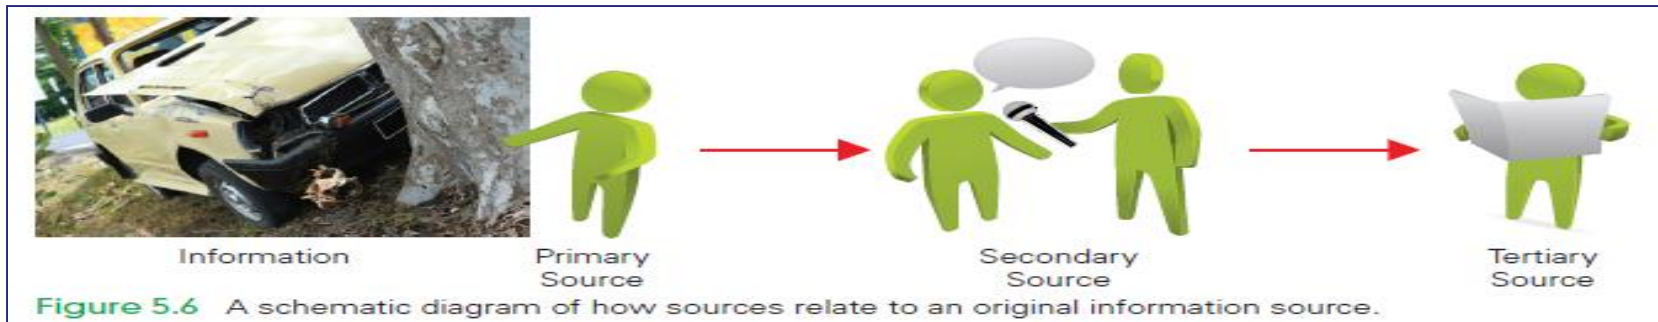 Information
Primary
Source
Secondary
Source
Tertiary
Source
Figure 5.6 A schematic diagram of how sources relate to an original information source.